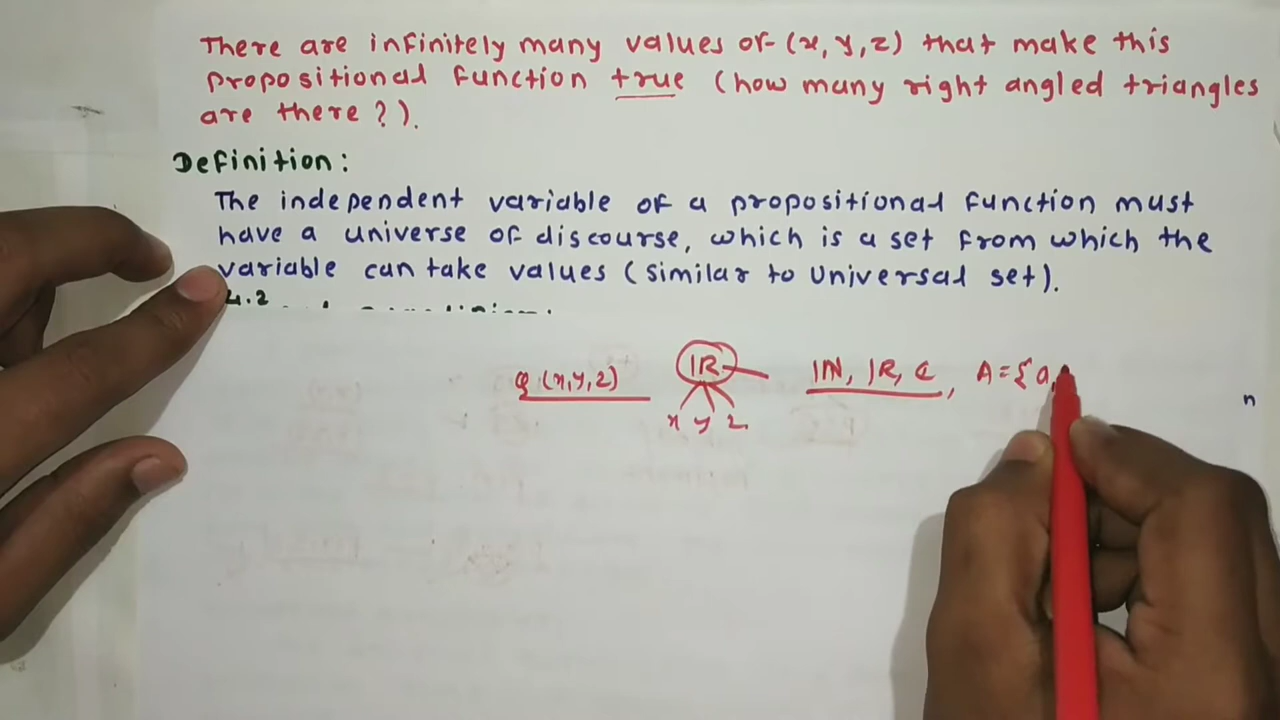 There are infinitely many values of (x, y, z) that make this
propositional function true (how many right angled triangles
are there?).
Definition:
The independent variable of a propositional function must
have a universe of discourse, which is a set from which the
variable can take values (similar to Universal set).
4.2
Q (x,y,z) IR IN, IR, C, A={a,
x y z
n